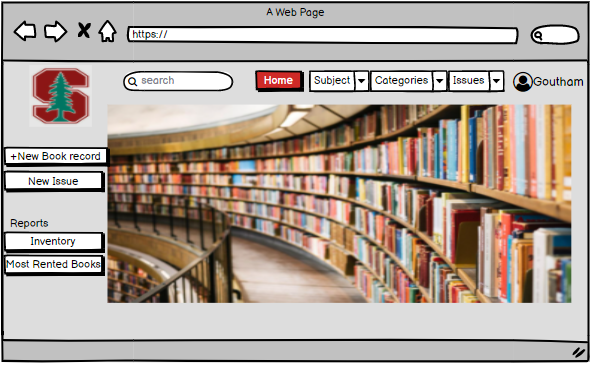 A Web Page
https://
search
Home
Subject
Categories
Issues
Goutham
+New Book record
New Issue
Reports
Inventory
Most Rented Books